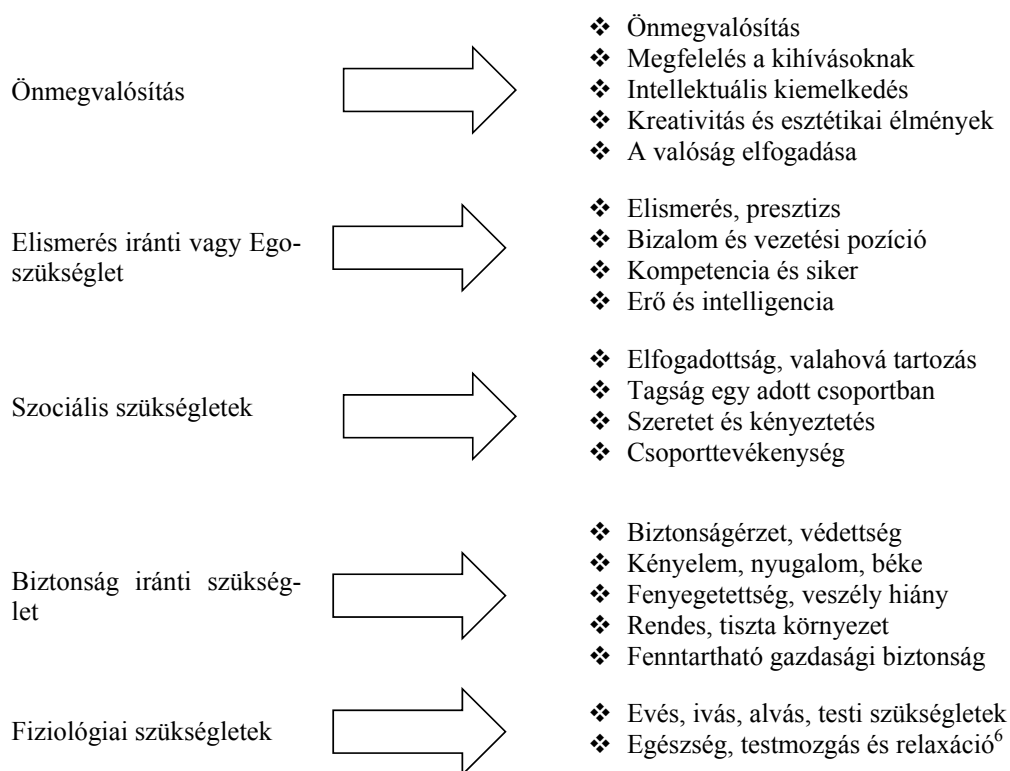 Önmegvalósítás
❖ Önmegvalósítás
❖ Megfelelés a kihívásoknak
❖ Intellektuális kiemelkedés
❖ Kreativitás és esztétikai élmények
❖ A valóság elfogadása
Elismerés iránti vagy Ego-
szükséglet
❖ Elismerés, presztizs
❖ Bizalom és vezetési pozíció
❖ Kompetencia és siker
❖ Erő és intelligencia
Szociális szükségletek
❖ Elfogadottság, valahová tartozás
❖ Tagság egy adott csoportban
❖ Szeretet és kényeztetés
❖ Csoporttevékenység
Biztonság iránti szükség-
let
❖ Biztonságérzet, védettség
❖ Kényelem, nyugalom, béke
❖ Fenyegetettség, veszély hiány
❖ Rendes, tiszta környezet
❖ Fenntartható gazdasági biztonság
Fiziológiai szükségletek
❖ Evés, ivás, alvás, testi szükségletek
❖ Egészség, testmozgás és relaxáció⁶